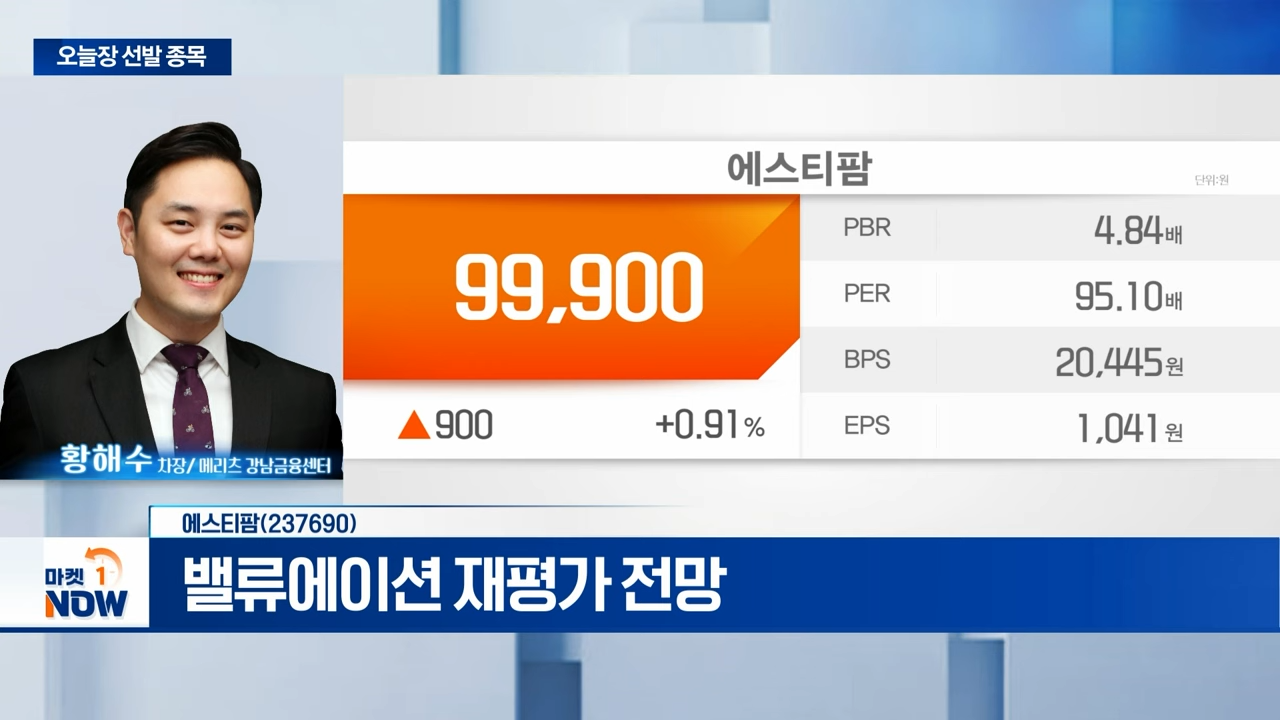 오늘장 선발 종목
에스티팜
단위:원
99,900
▲900 +0.91%
PBR 4.84배
PER 95.10배
BPS 20,445원
EPS 1,041원
황해수 차장/ 메리츠 강남금융센터
에스티팜(237690)
밸류에이션 재평가 전망
마켓 1
NOW